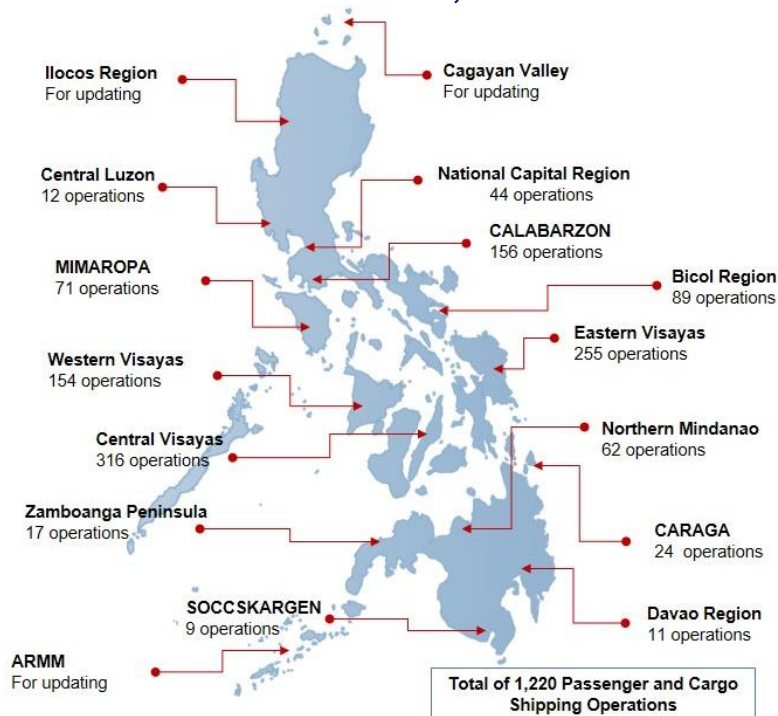 Ilocos Region
For updating
Cagayan Valley
For updating
Central Luzon
12 operations
National Capital Region
44 operations
CALABARZON
156 operations
MIMAROPA
71 operations
Bicol Region
89 operations
Eastern Visayas
255 operations
Western Visayas
154 operations
Central Visayas
316 operations
Northern Mindanao
62 operations
Zamboanga Peninsula
17 operations
CARAGA
24 operations
SOCCSKARGEN
9 operations
Davao Region
11 operations
ARMM
For updating
Total of 1,220 Passenger and Cargo
Shipping Operations